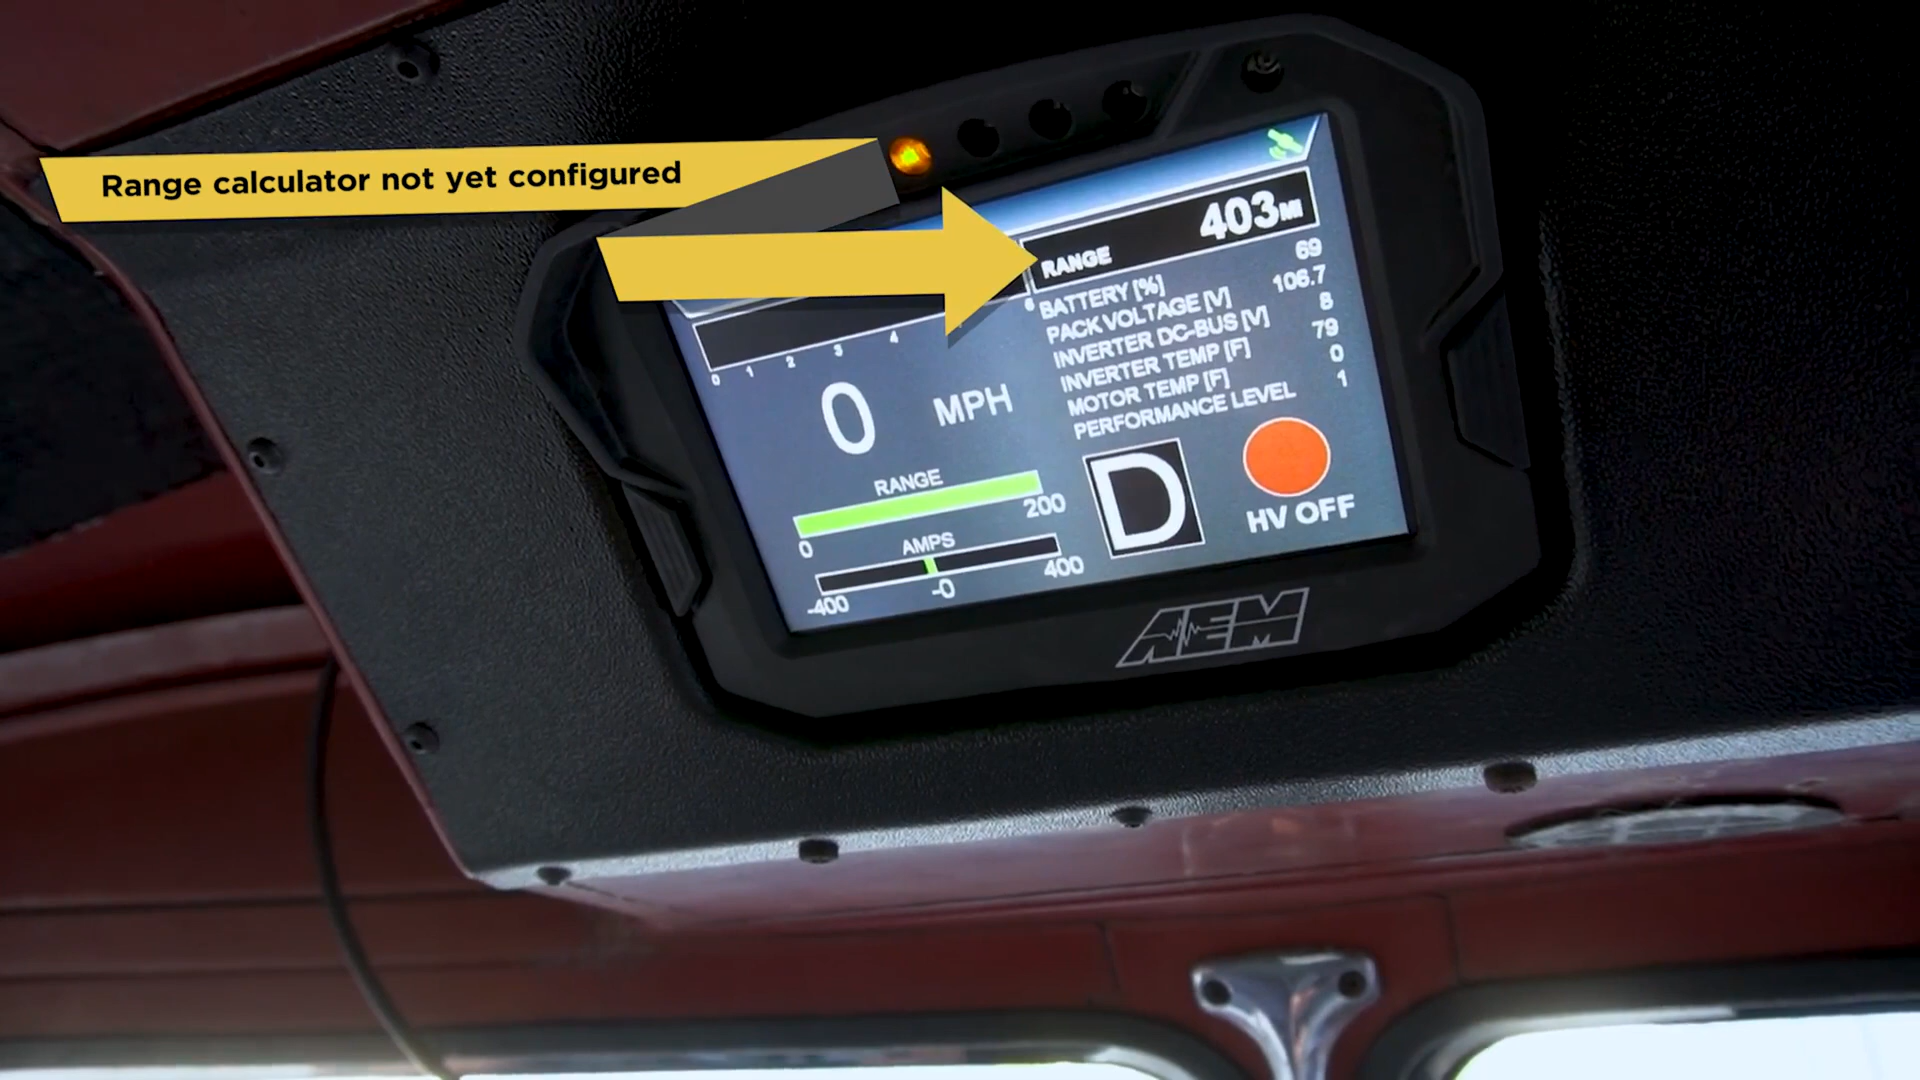 Range calculator not yet configured
RANGE 403MI
BATTERY [%] 69
PACK VOLTAGE [V] 106.7
INVERTER DC-BUS [V] 8
INVERTER TEMP [F] 79
MOTOR TEMP [F] 0
PERFORMANCE LEVEL 1
0 1 2 3 4 6
0 MPH
RANGE
0 200
AMPS
-400 -0 400
D
HV OFF
AEM